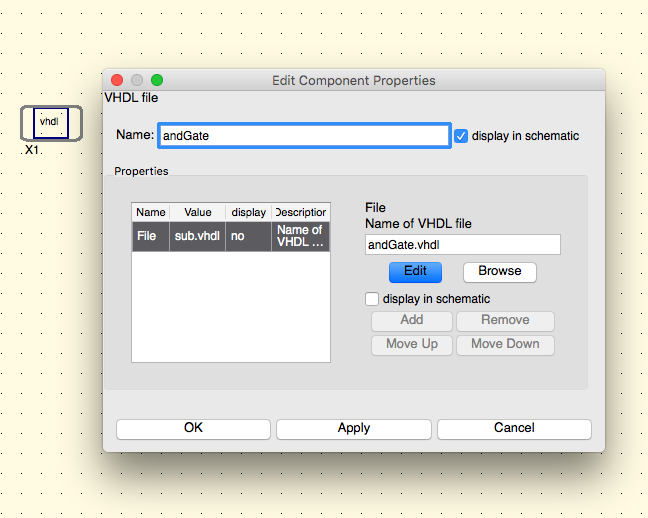 Edit Component Properties
VHDL file
vhdl
X1
Name: andGate display in schematic
Properties
Name Value display Description
File sub.vhdl no Name of VHDL ...
File
Name of VHDL file
andGate.vhdl
Edit Browse
display in schematic
Add Remove
Move Up Move Down
OK Apply Cancel